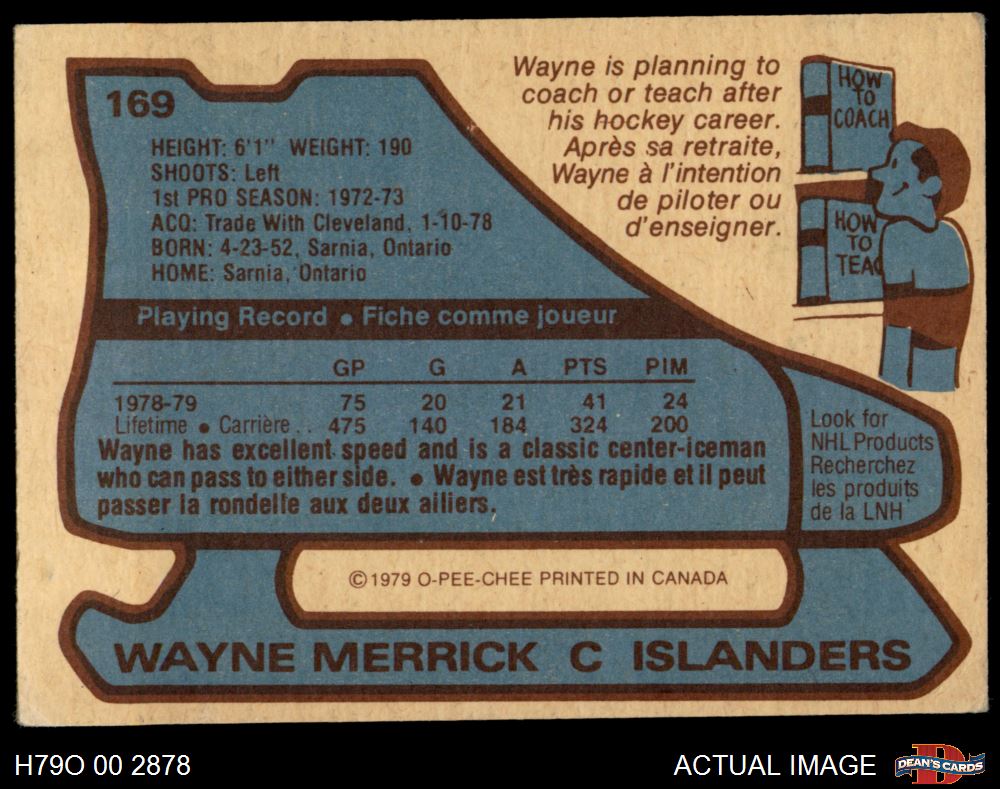 169
HEIGHT: 6'1" WEIGHT: 190
SHOOTS: Left
1st PRO SEASON: 1972-73
ACQ: Trade With Cleveland, 1-10-78
BORN: 4-23-52, Sarnia, Ontario
HOME: Sarnia, Ontario
Wayne is planning to
coach or teach after
his hockey career.
Après sa retraite,
Wayne à l'intention
de piloter ou
d'enseigner.
HOW
TO
COACH
HOW
TO
TEAC
Playing Record • Fiche comme joueur
GP G A PTS PIM
1978-79 75 20 21 41 24
Lifetime • Carrière . . 475 140 184 324 200
Wayne has excellent speed and is a classic center-iceman
who can pass to either side. • Wayne est très rapide et il peut
passer la rondelle aux deux ailiers.
Look for
NHL Products
Recherchez
les produits
de la LNH
©1979 O-PEE-CHEE PRINTED IN CANADA
WAYNE MERRICK C ISLANDERS
H79O 00 2878
ACTUAL IMAGE
D
DEAN'S CARDS